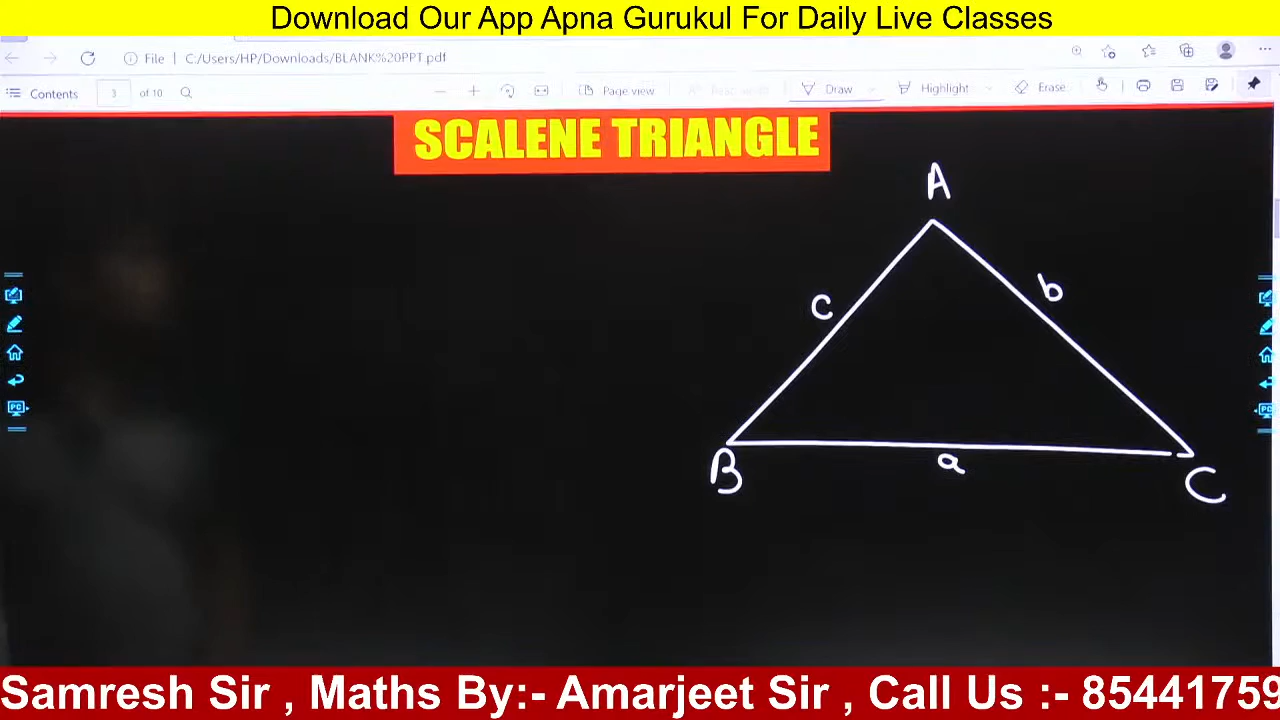 Download Our App Apna Gurukul For Daily Live Classes
File C:/Users/HP/Downloads/BLANK%20PPT.pdf
Contents 3 of 10 Page view Draw Highlight Erase
SCALENE TRIANGLE
A
c b
B a C
Samresh Sir , Maths By:- Amarjeet Sir , Call Us :- 85441759